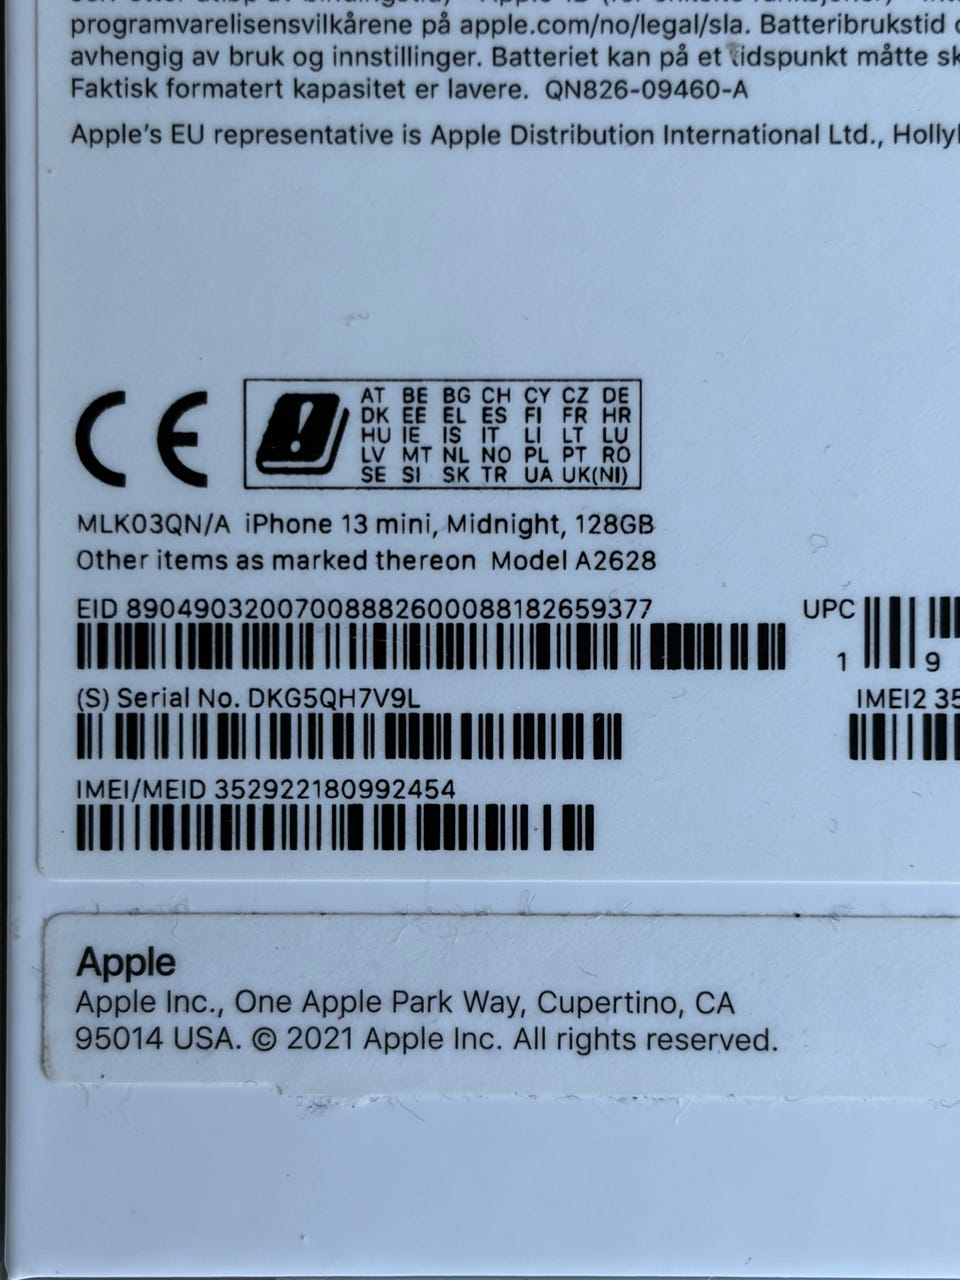 programvarelisensvilkårene på apple.com/no/legal/sla. Batteribrukstid
avhengig av bruk og innstillinger. Batteriet kan på et tidspunkt måtte
Faktisk formatert kapasitet er lavere. QN826-09460-A
Apple's EU representative is Apple Distribution International Ltd.,
CE
AT BE BG CH CY CZ DE
DK EE EL ES FI FR HR
HU IE IS IT LI LT LU
LV MT NL NO PL PT RO
SE SI SK TR UA UK(NI)
MLK03QN/A iPhone 13 mini, Midnight, 128GB
Other items as marked thereon Model A2628
EID 89049032007008882600088182659377
UPC
1 9
(S) Serial No. DKG5QH7V9L
IMEI2 35
IMEI/MEID 352922180992454
Apple
Apple Inc., One Apple Park Way, Cupertino, CA
95014 USA. © 2021 Apple Inc. All rights reserved.